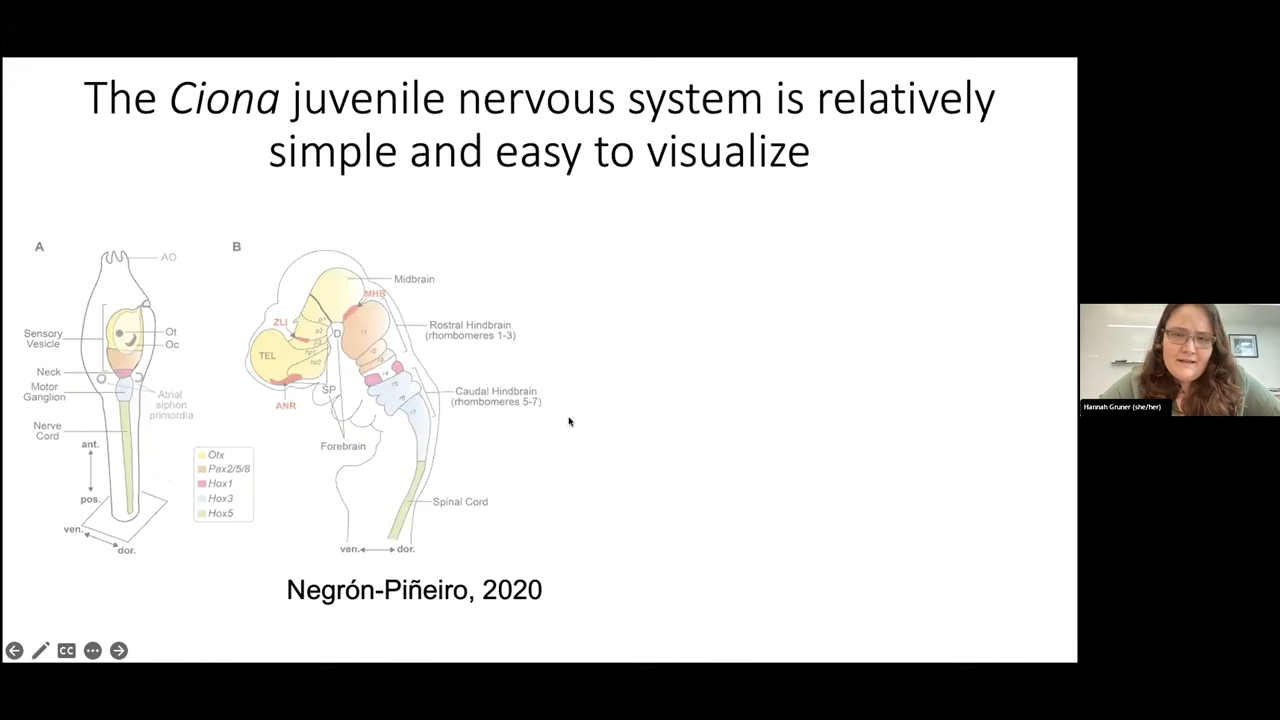 The Ciona juvenile nervous system is relatively
simple and easy to visualize
A
AO
Sensory
Vesicle
Ot
Oc
Neck
Motor
Ganglion
Atrial
siphon
primordia
Nerve
Cord
ant.
pos.
ven.
dor.
Otx
Pax2/5/8
Hox1
Hox3
Hox5
B
Midbrain
MHB
ZLI
D
Rostral Hindbrain
(rhombomeres 1-3)
TEL
SP
ANR
Caudal Hindbrain
(rhombomeres 5-7)
Forebrain
Spinal Cord
ven.
dor.
Negrón-Piñeiro, 2020
CC
Hannah Gruner (she/her)